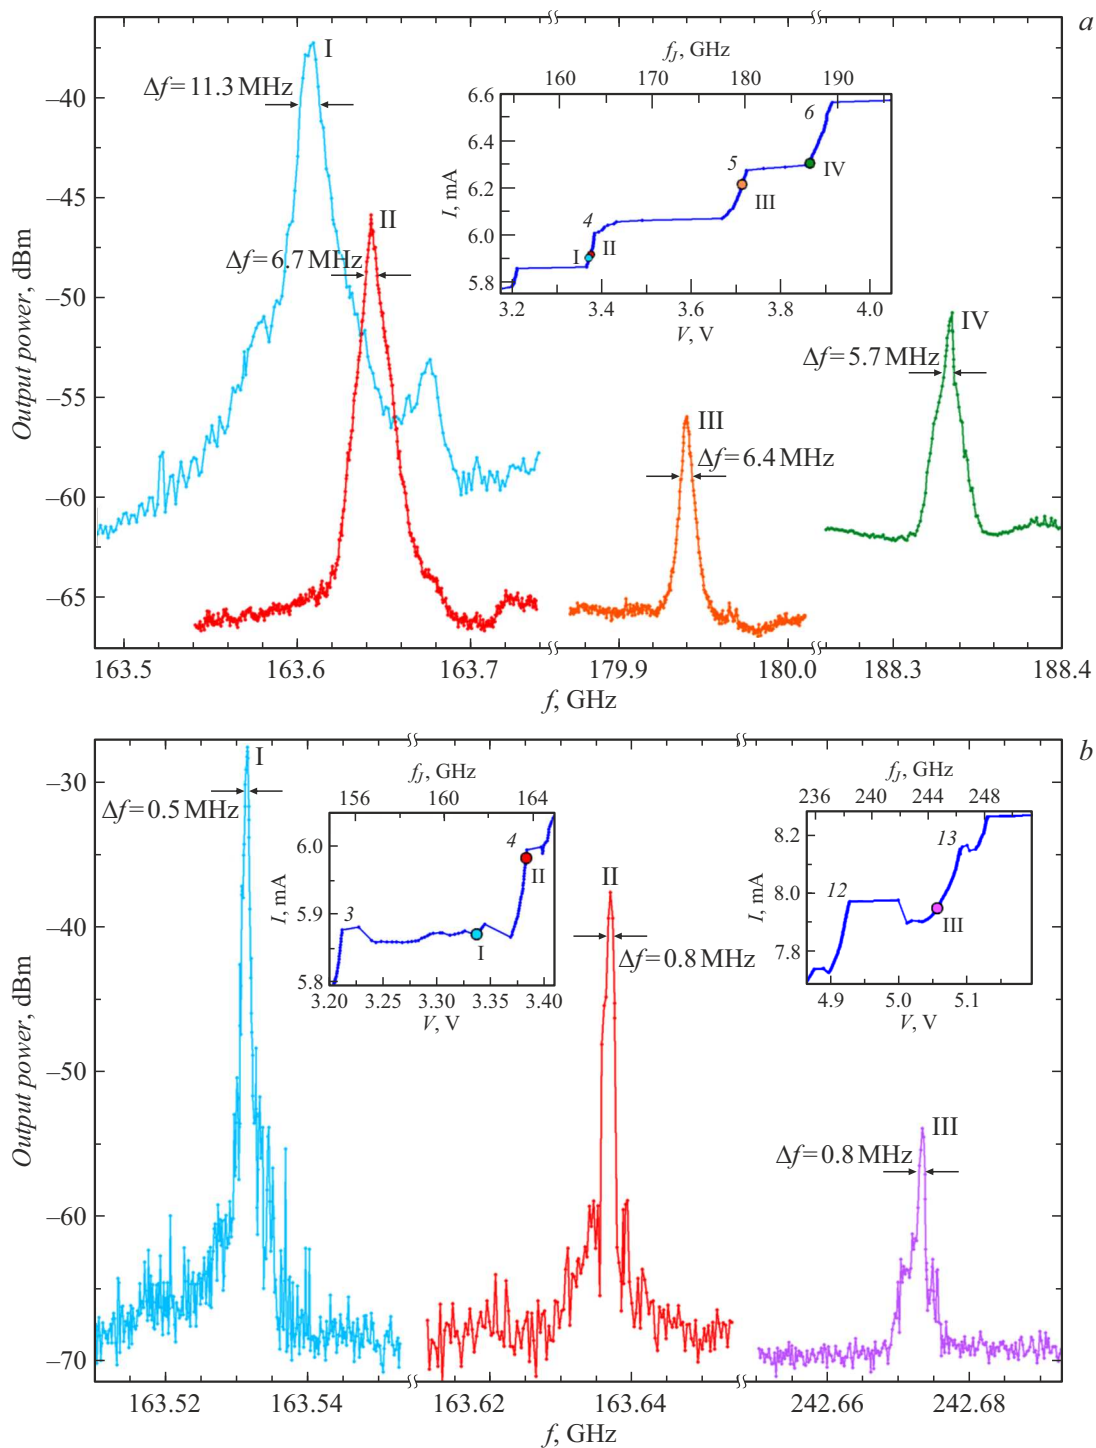 a
I
Δf = 11.3 MHz
II
Δf = 6.7 MHz
III
Δf = 6.4 MHz
IV
Δf = 5.7 MHz
Output power, dBm
–40
–45
–50
–55
–60
–65
163.5 163.6 163.7 179.9 180.0 188.3 188.4
f, GHz
fJ, GHz
160 170 180 190
I, mA
6.6
6.4
6.2
6.0
5.8
6
5
4
I
II
III
IV
3.2 3.4 3.6 3.8 4.0
V, V
b
I
Δf = 0.5 MHz
II
Δf = 0.8 MHz
III
Δf = 0.8 MHz
Output power, dBm
–30
–40
–50
–60
–70
163.52 163.54 163.62 163.64 242.66 242.68
f, GHz
fJ, GHz
156 160 164
I, mA
6.0
5.9
5.8
3
4
I
II
3.20 3.25 3.30 3.35 3.40
V, V
fJ, GHz
236 240 244 248
I, mA
8.2
8.0
7.8
12
13
III
4.9 5.0 5.1
V, V